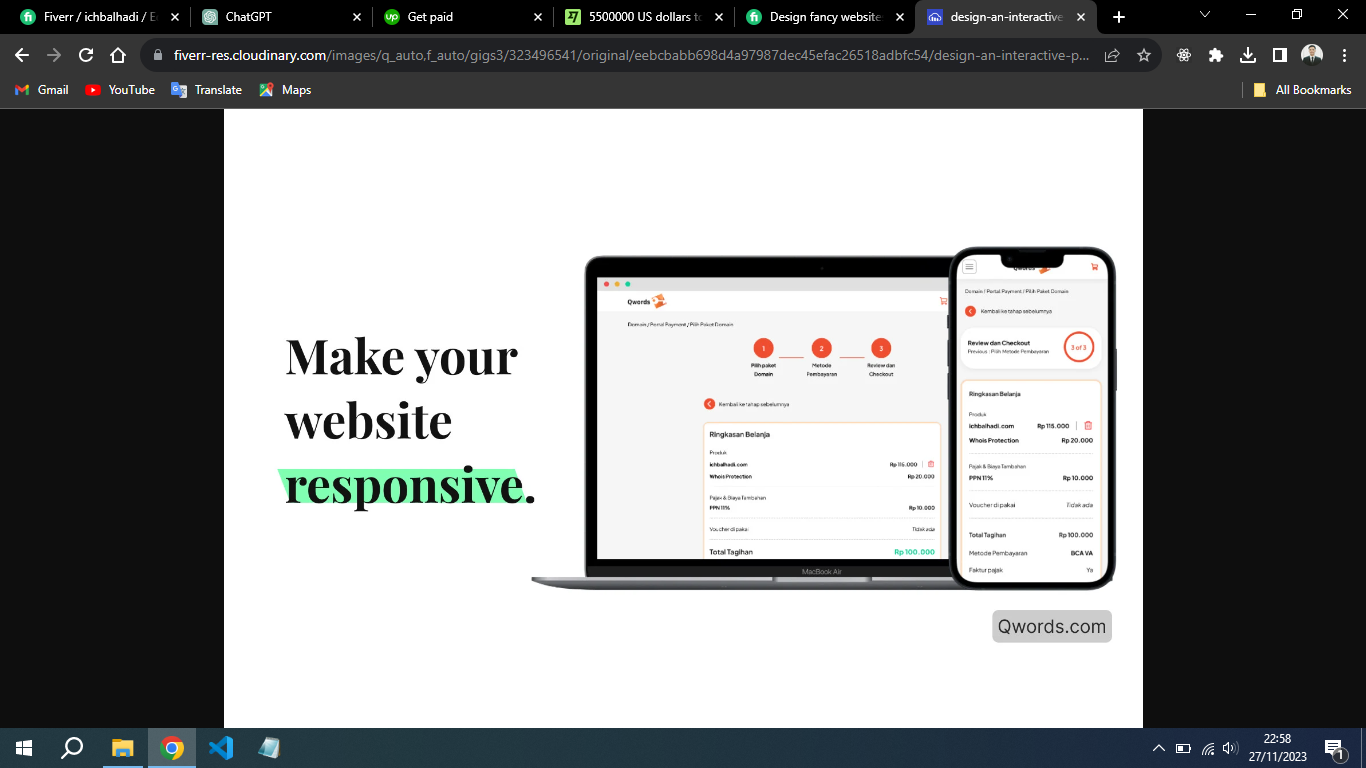 Fiverr / ichbalhadi / E
ChatGPT
Get paid
5500000 US dollars to
Design fancy website
design-an-interactive
fiverr-res.cloudinary.com/images/q_auto,f_auto/gigs3/323496541/original/eebcbabb698d4a97987dec45efac26518adbfc54/design-an-interactive-p...
Gmail
YouTube
Translate
Maps
All Bookmarks
Make your
website
responsive.
Qwords
Domain / Portal Payment / Pilih Paket Domain
1
2
3
Pilih paket
Domain
Metode
Pembayaran
Review dan
Checkout
Kembali ke tahap sebelumnya
Ringkasan Belanja
Produk
ichbalhadi.com Rp 115.000
Whois Protection Rp 20.000
Pajak & Biaya Tambahan
PPN 11% Rp 10.000
Voucher di pakai Tidak ada
Total Tagihan Rp 100.000
MacBook Air
Qwords
Domain / Portal Payment / Pilih Paket Domain
Kembali ke tahap sebelumnya
Review dan Checkout
Previous : Pilih Metode Pembayaran
3 of 3
Ringkasan Belanja
Produk
ichbalhadi.com Rp 115.000
Whois Protection Rp 20.000
Pajak & Biaya Tambahan
PPN 11% Rp 10.000
Voucher di pakai Tidak ada
Total Tagihan Rp 100.000
Metode Pembayaran BCA VA
Faktur pajak Ya
Qwords.com
22:58
27/11/2023
1